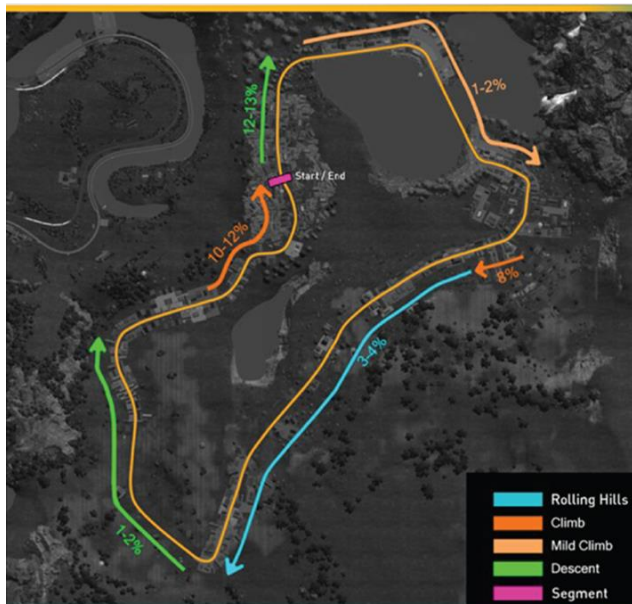 1-2%
12-13%
Start / End
10-12%
8%
3-4%
1-2%
Rolling Hills
Climb
Mild Climb
Descent
Segment